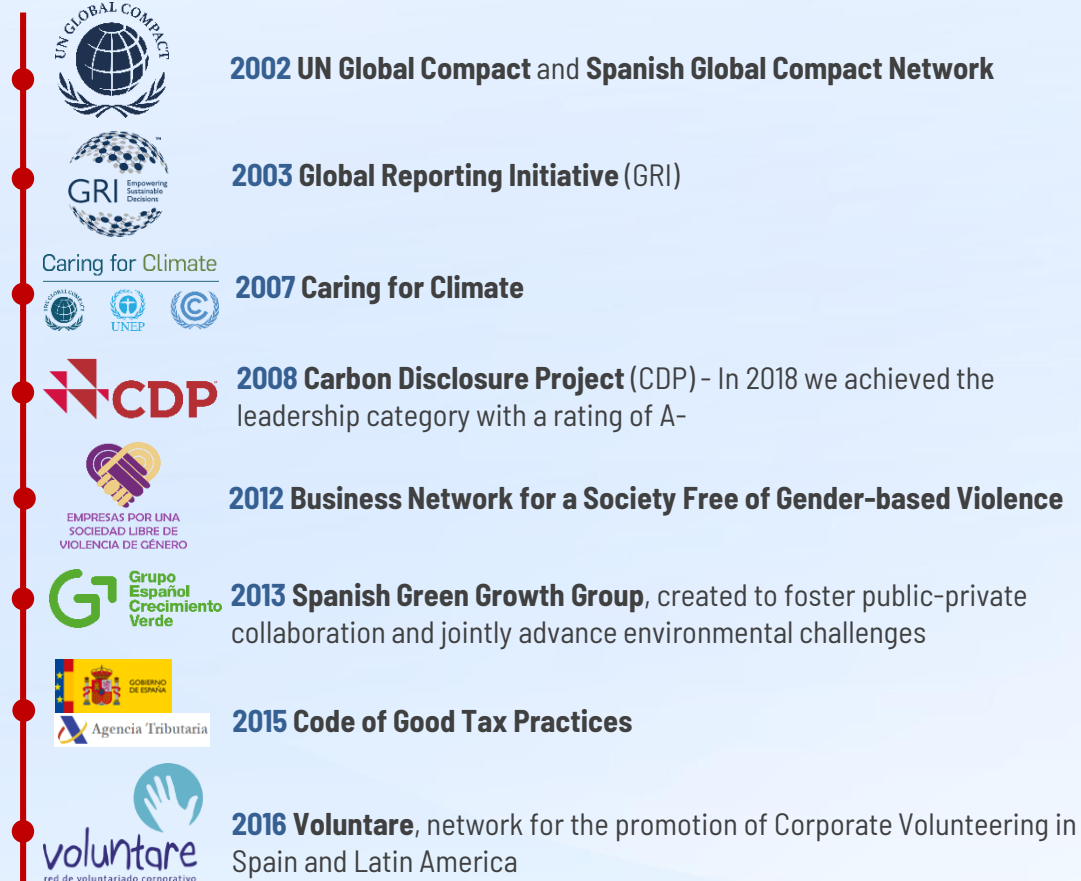 UN GLOBAL COMPACT
2002 UN Global Compact and Spanish Global Compact Network
GRI
Empowering
Sustainable
Decisions
2003 Global Reporting Initiative (GRI)
Caring for Climate
UNEP
2007 Caring for Climate
CDP
2008 Carbon Disclosure Project (CDP) - In 2018 we achieved the
leadership category with a rating of A-
EMPRESAS POR UNA
SOCIEDAD LIBRE DE
VIOLENCIA DE GÉNERO
2012 Business Network for a Society Free of Gender-based Violence
Grupo
Español
Crecimiento
Verde
2013 Spanish Green Growth Group, created to foster public-private
collaboration and jointly advance environmental challenges
GOBIERNO
DE ESPAÑA
Agencia Tributaria
2015 Code of Good Tax Practices
voluntare
red de voluntariado corporativo
2016 Voluntare, network for the promotion of Corporate Volunteering in
Spain and Latin America